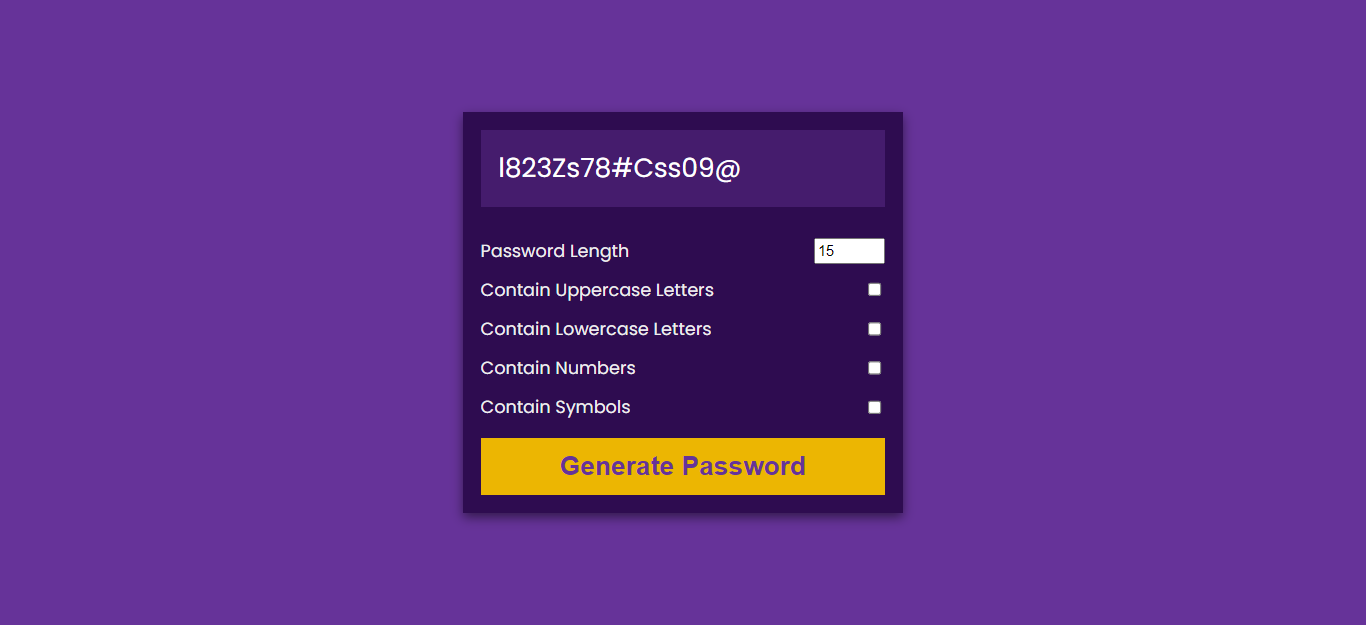 l823Zs78#Css09@
Password Length 15
Contain Uppercase Letters
Contain Lowercase Letters
Contain Numbers
Contain Symbols
Generate Password